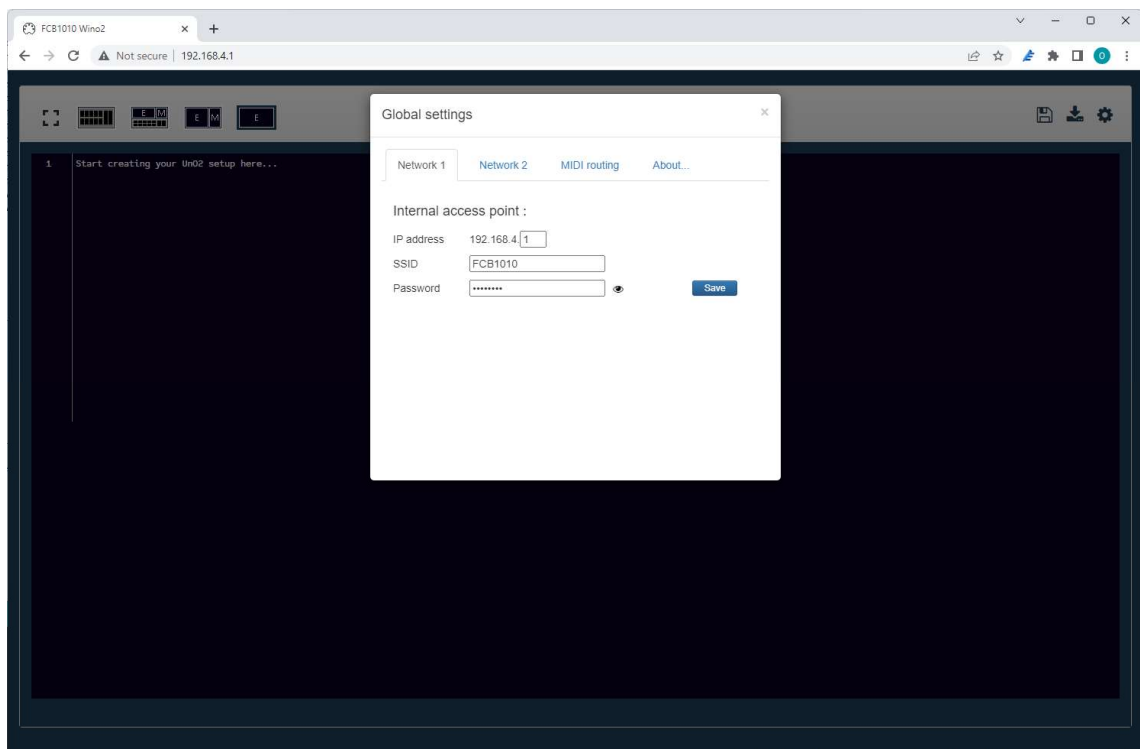 FCB1010 Wino2
Not secure 192.168.4.1
O
E M
E M
E
Global settings
1 Start creating your UnO2 setup here...
Network 1 Network 2 MIDI routing About...
Internal access point :
IP address 192.168.4. 1
SSID FCB1010
Password ••••••••
Save